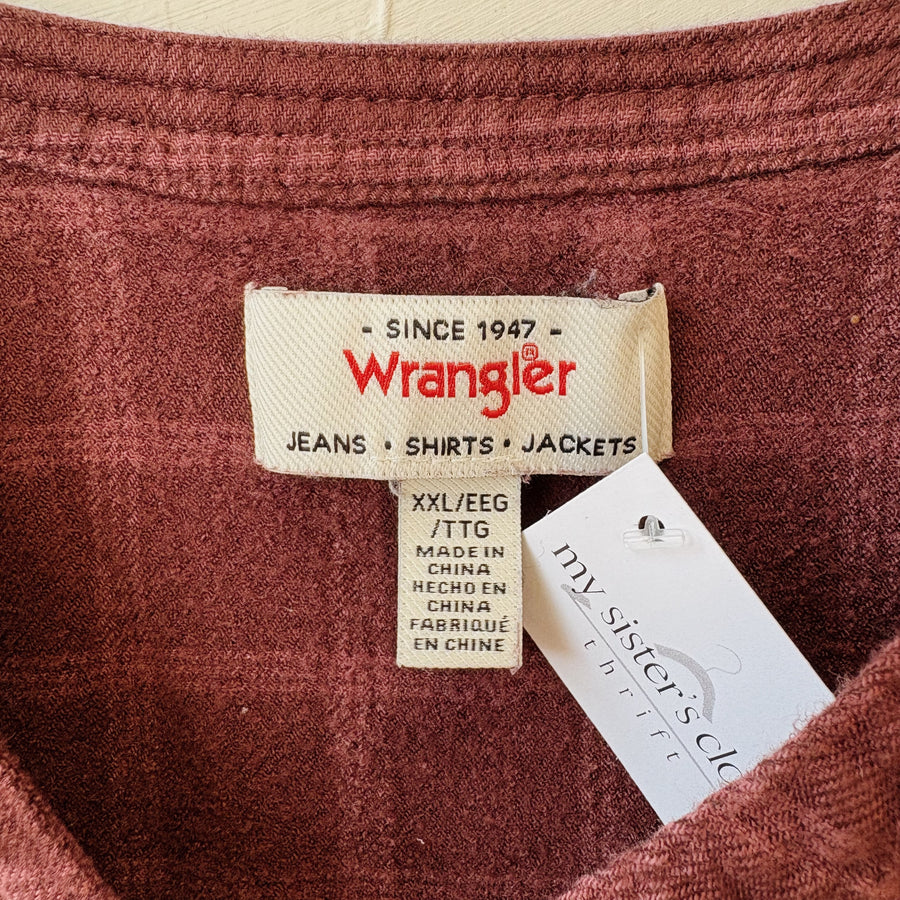 - SINCE 1947 -
Wrangler®
JEANS • SHIRTS • JACKETS
XXL/EEG
/TTG
MADE IN
CHINA
HECHO EN
CHINA
FABRIQUÉ
EN CHINE
my sister's
thrift